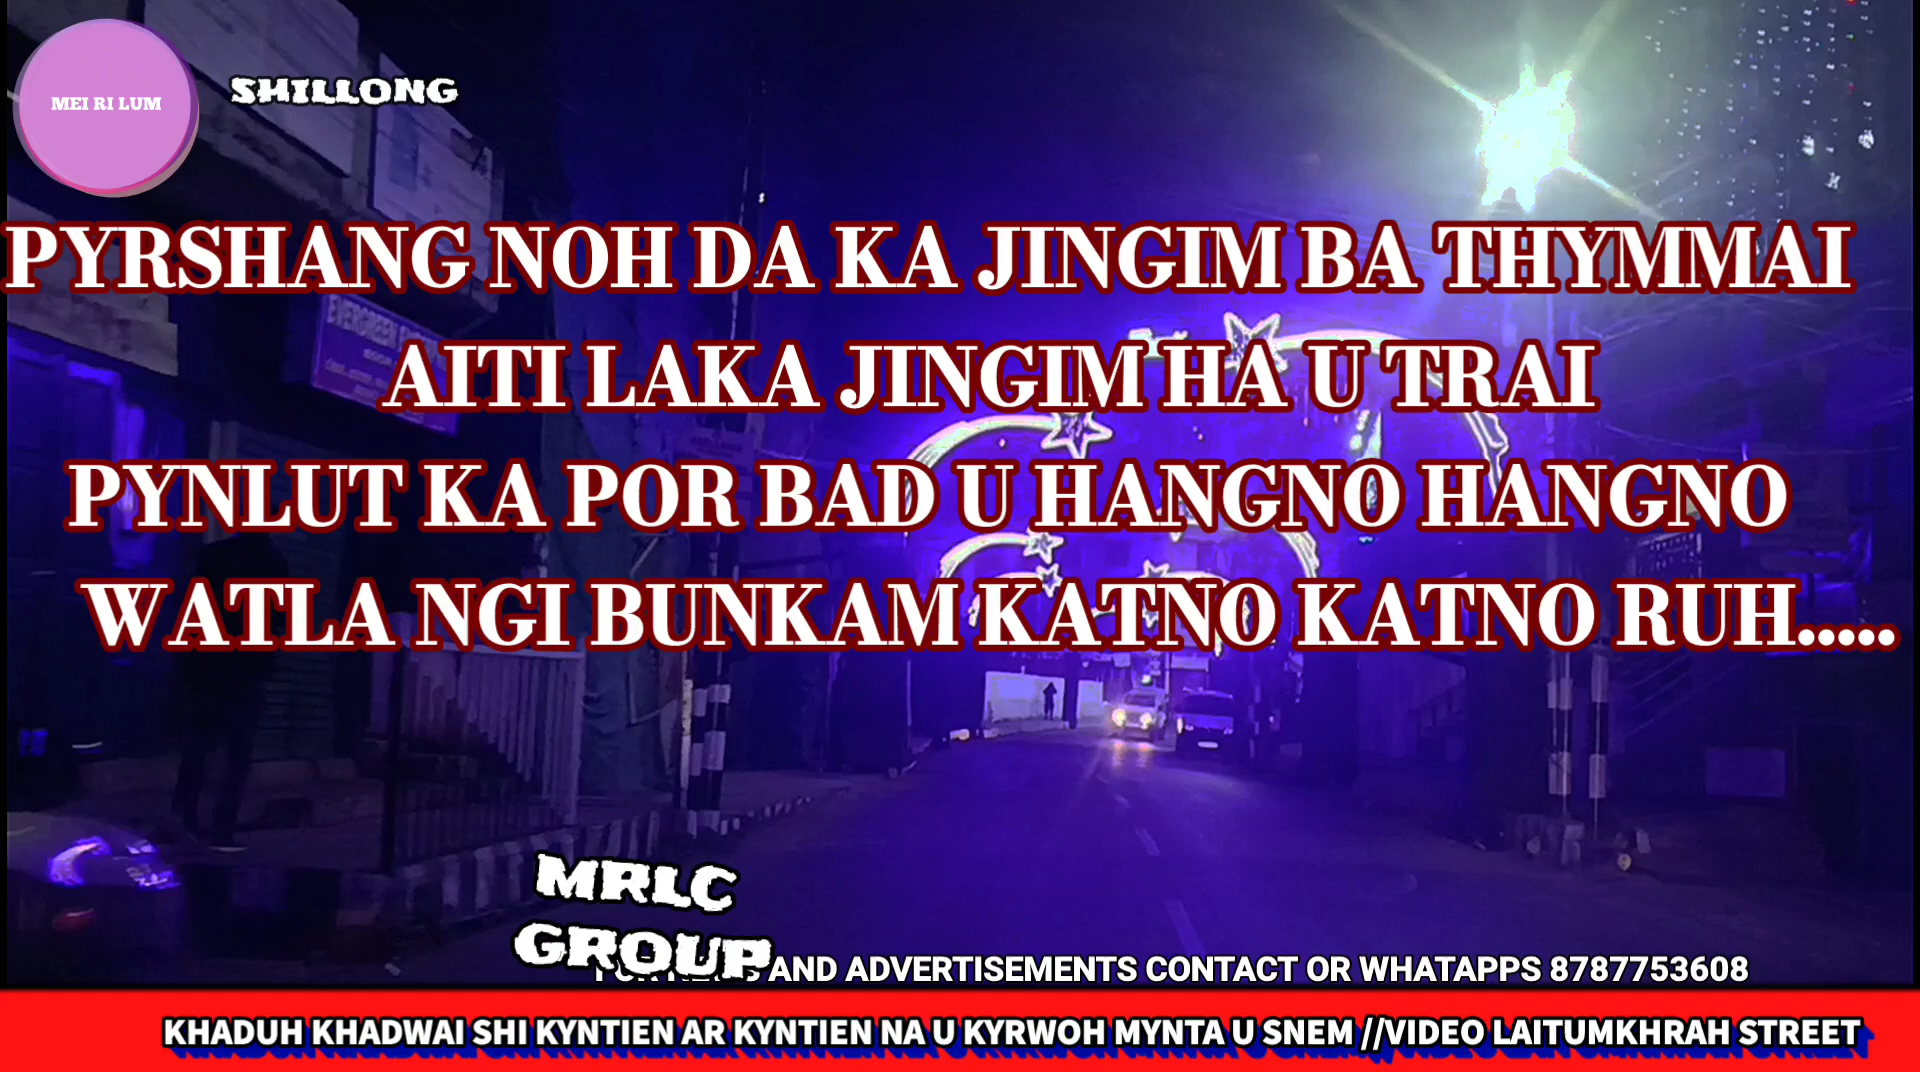 MEI RI LUM
SHILLONG
PYRSHANG NOH DA KA JINGIM BA THYMMAI
EVERGREEN
AITI LAKA JINGIM HA U TRAI
PYNLUT KA POR BAD U HANGNO HANGNO
WATLA NGI BUNKAM KATNO KATNO RUH.....
MRLC
GROUP
AND ADVERTISEMENTS CONTACT OR WHATAPPS 8787753608
KHADUH KHADWAI SHI KYNTIEN AR KYNTIEN NA U KYRWOH MYNTA U SNEM //VIDEO LAITUMKHRAH STREET